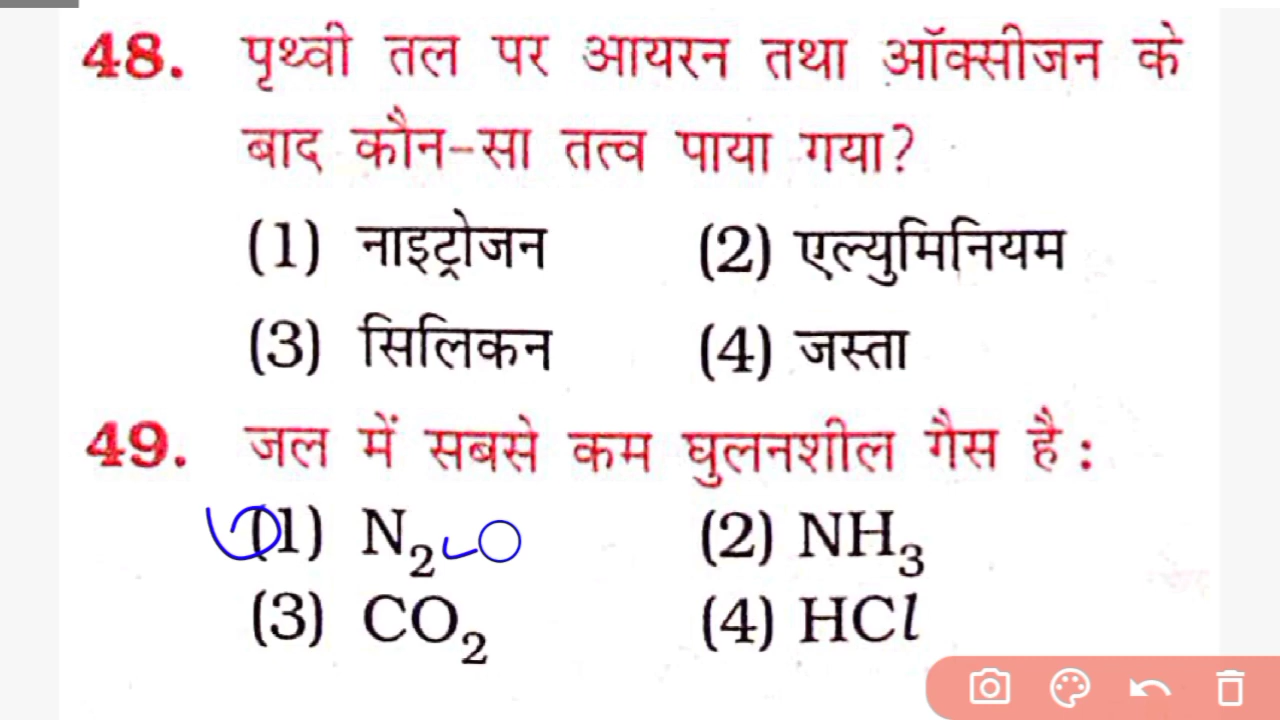 48. पृथ्वी तल पर आयरन तथा ऑक्सीजन के
बाद कौन-सा तत्व पाया गया?
(1) नाइट्रोजन (2) एल्युमिनियम
(3) सिलिकन (4) जस्ता
49. जल में सबसे कम घुलनशील गैस है :
(1) N₂ (2) NH₃
(3) CO₂ (4) HCl